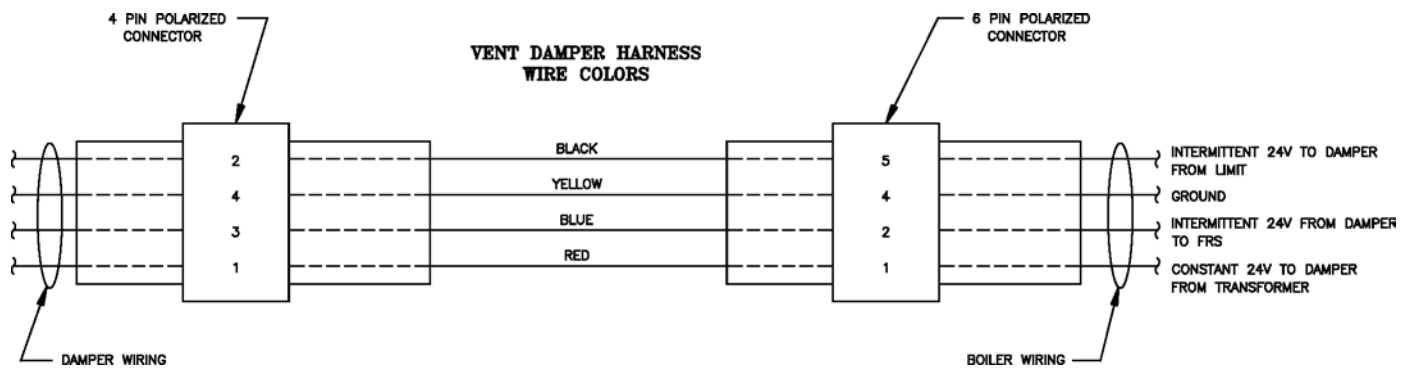 4 PIN POLARIZED
CONNECTOR
6 PIN POLARIZED
CONNECTOR
VENT DAMPER HARNESS
WIRE COLORS
2
BLACK
5
INTERMITTENT 24V TO DAMPER
FROM LIMIT
4
YELLOW
4
GROUND
3
BLUE
2
INTERMITTENT 24V FROM DAMPER
TO FRS
1
RED
1
CONSTANT 24V TO DAMPER
FROM TRANSFORMER
DAMPER WIRING
BOILER WIRING